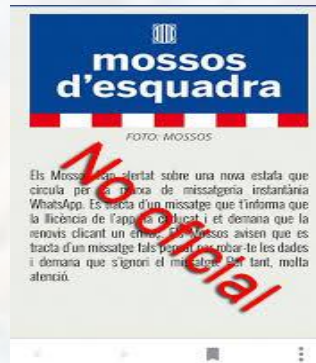 mossos
d'esquadra
FOTO: MOSSOS
Els Mossos han alertat sobre una nova estafa que
circula per la xarxa de missatgeria instantània
WhatsApp. Es tracta d'un missatge que t'informa que
la llicència de l'app ha caducat i et demana que la
renovis clicant un enllaç. Els Mossos avisen que es
tracta d'un missatge fals pensat per robar-te les dades
i demana que s'ignori el missatge. Per tant, molta
atenció.
No oficial